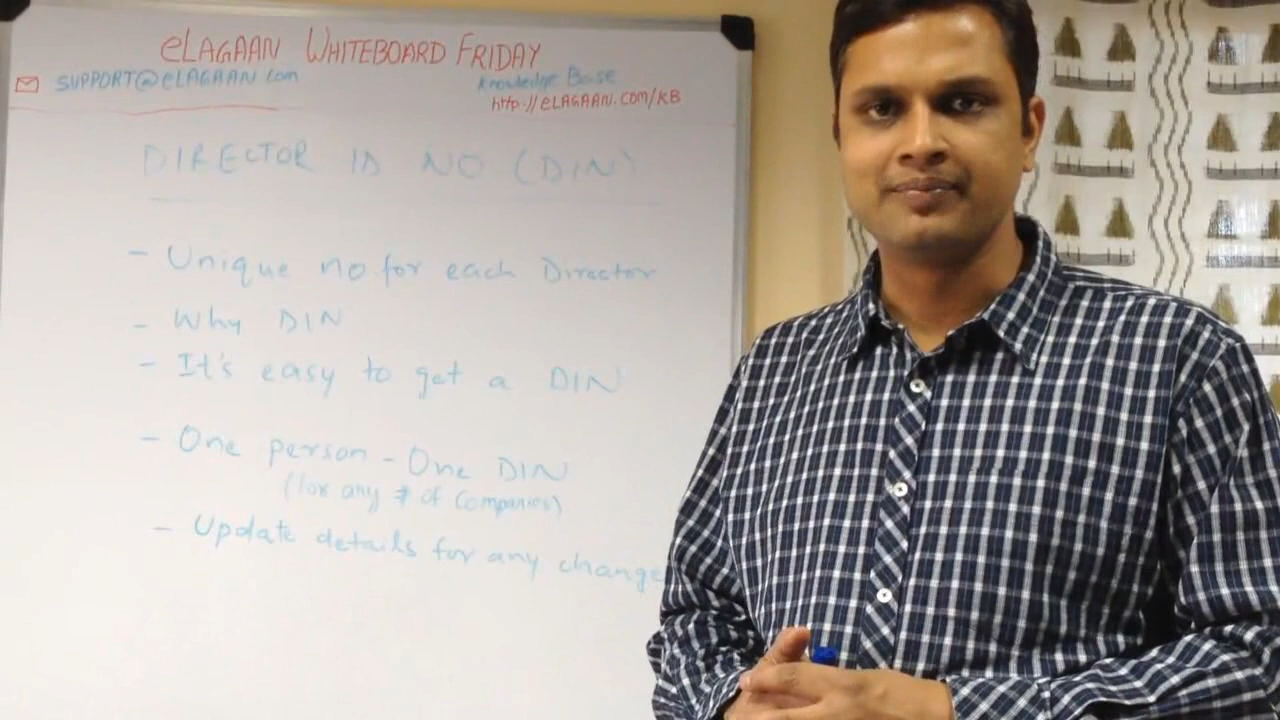 eLAGAAN WHITEBOARD FRIDAY
SUPPORT@eLAGAAN.com
Knowledge Base
http://eLAGAAN.com/KB
DIRECTOR ID NO (DIN)
- Unique no for each Director
- Why DIN
- It's easy to get a DIN
- One person - One DIN
(for any # of Companies)
- Update details for any change